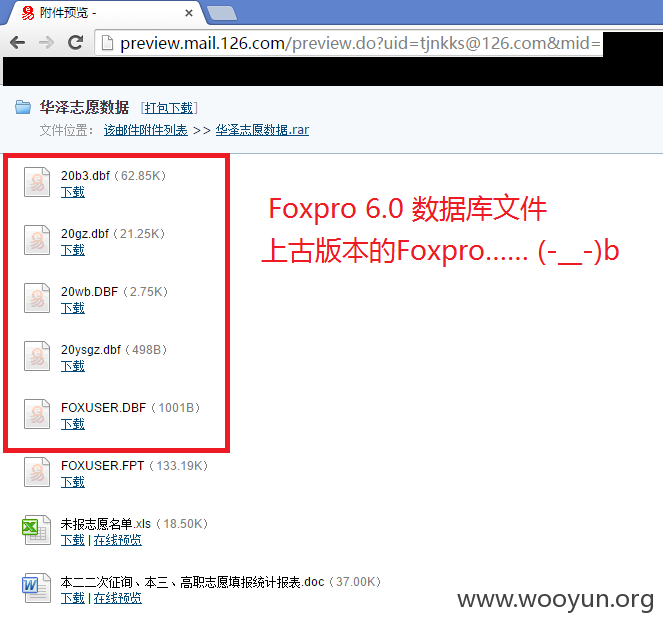 附件预览 -
preview.mail.126.com/preview.do?uid=tjnkks@126.com&mid=
华泽志愿数据 [打包下载]
文件位置： 该邮件附件列表 >> 华泽志愿数据.rar
20b3.dbf（62.85K）
下载
Foxpro 6.0 数据库文件
20gz.dbf（21.25K）
上古版本的Foxpro...... (-__-)b
下载
20wb.DBF（2.75K）
下载
20ysgz.dbf（498B）
下载
FOXUSER.DBF（1001B）
下载
FOXUSER.FPT（133.19K）
下载
未报志愿名单.xls（18.50K）
下载 | 在线预览
本二二次征询、本三、高职志愿填报统计报表.doc（37.00K）
下载 | 在线预览
www.wooyun.org